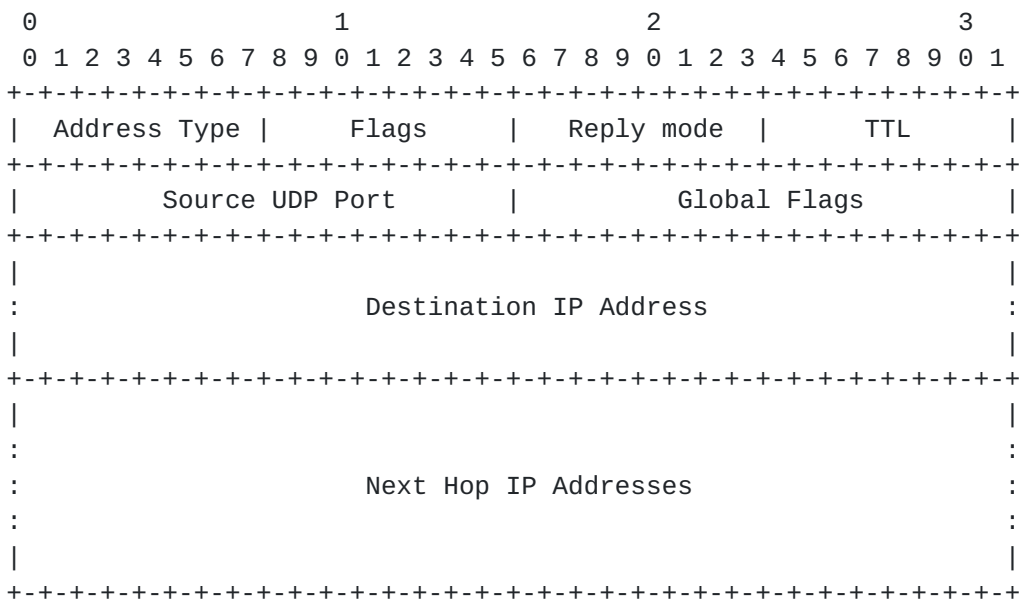 0                   1                   2                   3
 0 1 2 3 4 5 6 7 8 9 0 1 2 3 4 5 6 7 8 9 0 1 2 3 4 5 6 7 8 9 0 1
+-+-+-+-+-+-+-+-+-+-+-+-+-+-+-+-+-+-+-+-+-+-+-+-+-+-+-+-+-+-+-+-+
|  Address Type |     Flags     |   Reply mode  |      TTL      |
+-+-+-+-+-+-+-+-+-+-+-+-+-+-+-+-+-+-+-+-+-+-+-+-+-+-+-+-+-+-+-+-+
|         Source UDP Port       |          Global Flags         |
+-+-+-+-+-+-+-+-+-+-+-+-+-+-+-+-+-+-+-+-+-+-+-+-+-+-+-+-+-+-+-+-+
|                                                               |
:                      Destination IP Address                   :
|                                                               |
+-+-+-+-+-+-+-+-+-+-+-+-+-+-+-+-+-+-+-+-+-+-+-+-+-+-+-+-+-+-+-+-+
|                                                               |
:                                                               :
:                      Next Hop IP Addresses                    :
:                                                               :
|                                                               |
+-+-+-+-+-+-+-+-+-+-+-+-+-+-+-+-+-+-+-+-+-+-+-+-+-+-+-+-+-+-+-+-+